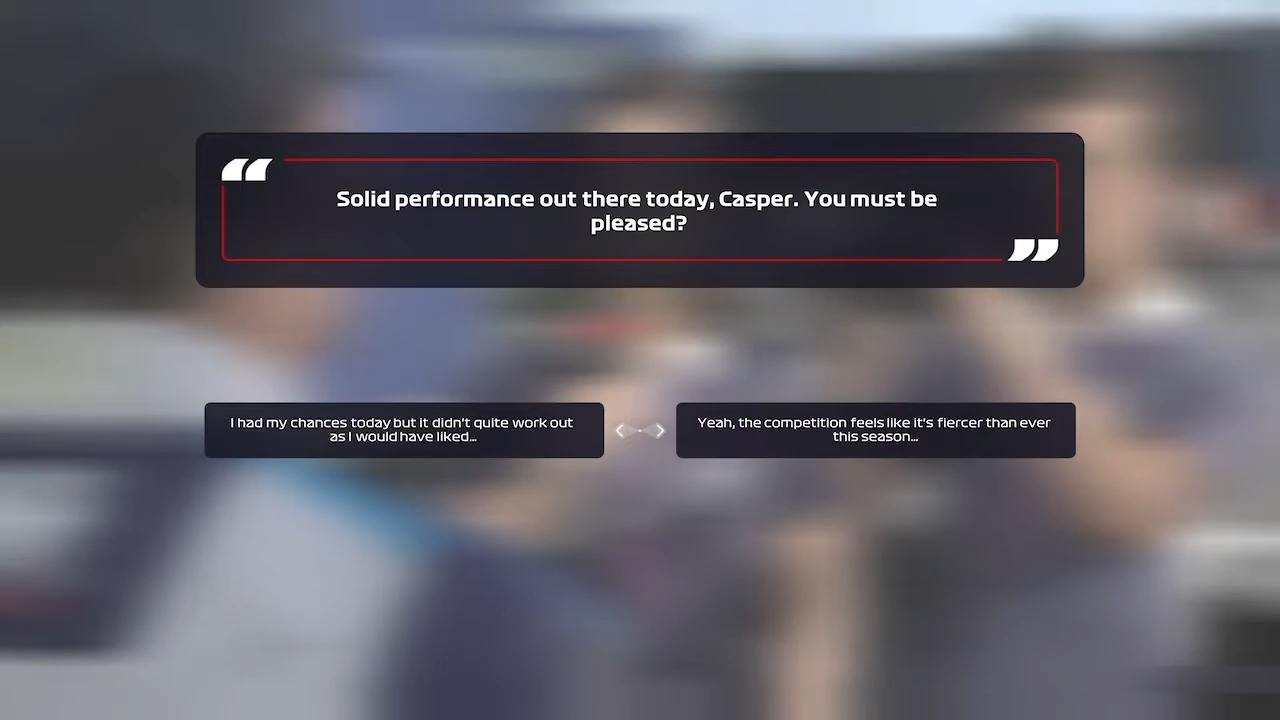 Solid performance out there today, Casper. You must be
pleased?
I had my chances today but it didn't quite work out
as I would have liked...
Yeah, the competition feels like it's fiercer than ever
this season...